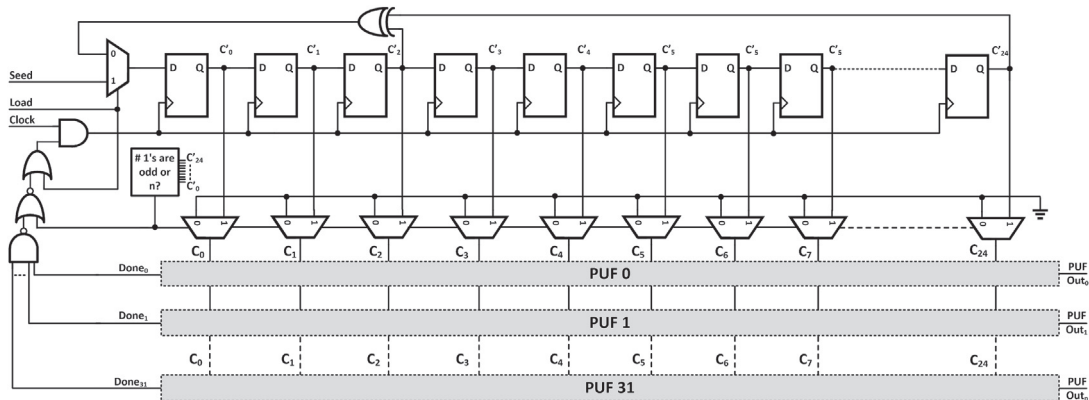 C'0 C'1 C'2 C'3 C'4 C'5 C'5 C'5 C'24
0
1
D Q D Q D Q D Q D Q D Q D Q D Q D Q
Seed
Load
Clock
# 1's are
odd or
n?
C'24
C'0
0 1 0 1 0 1 0 1 0 1 0 1 0 1 0 1 0 1
C0 C1 C2 C3 C4 C5 C6 C7 C24
Done0 PUF 0 PUF
Out0
Done1 PUF 1 PUF
Out1
C0 C1 C2 C3 C4 C5 C6 C7 C24
Done31 PUF 31 PUF